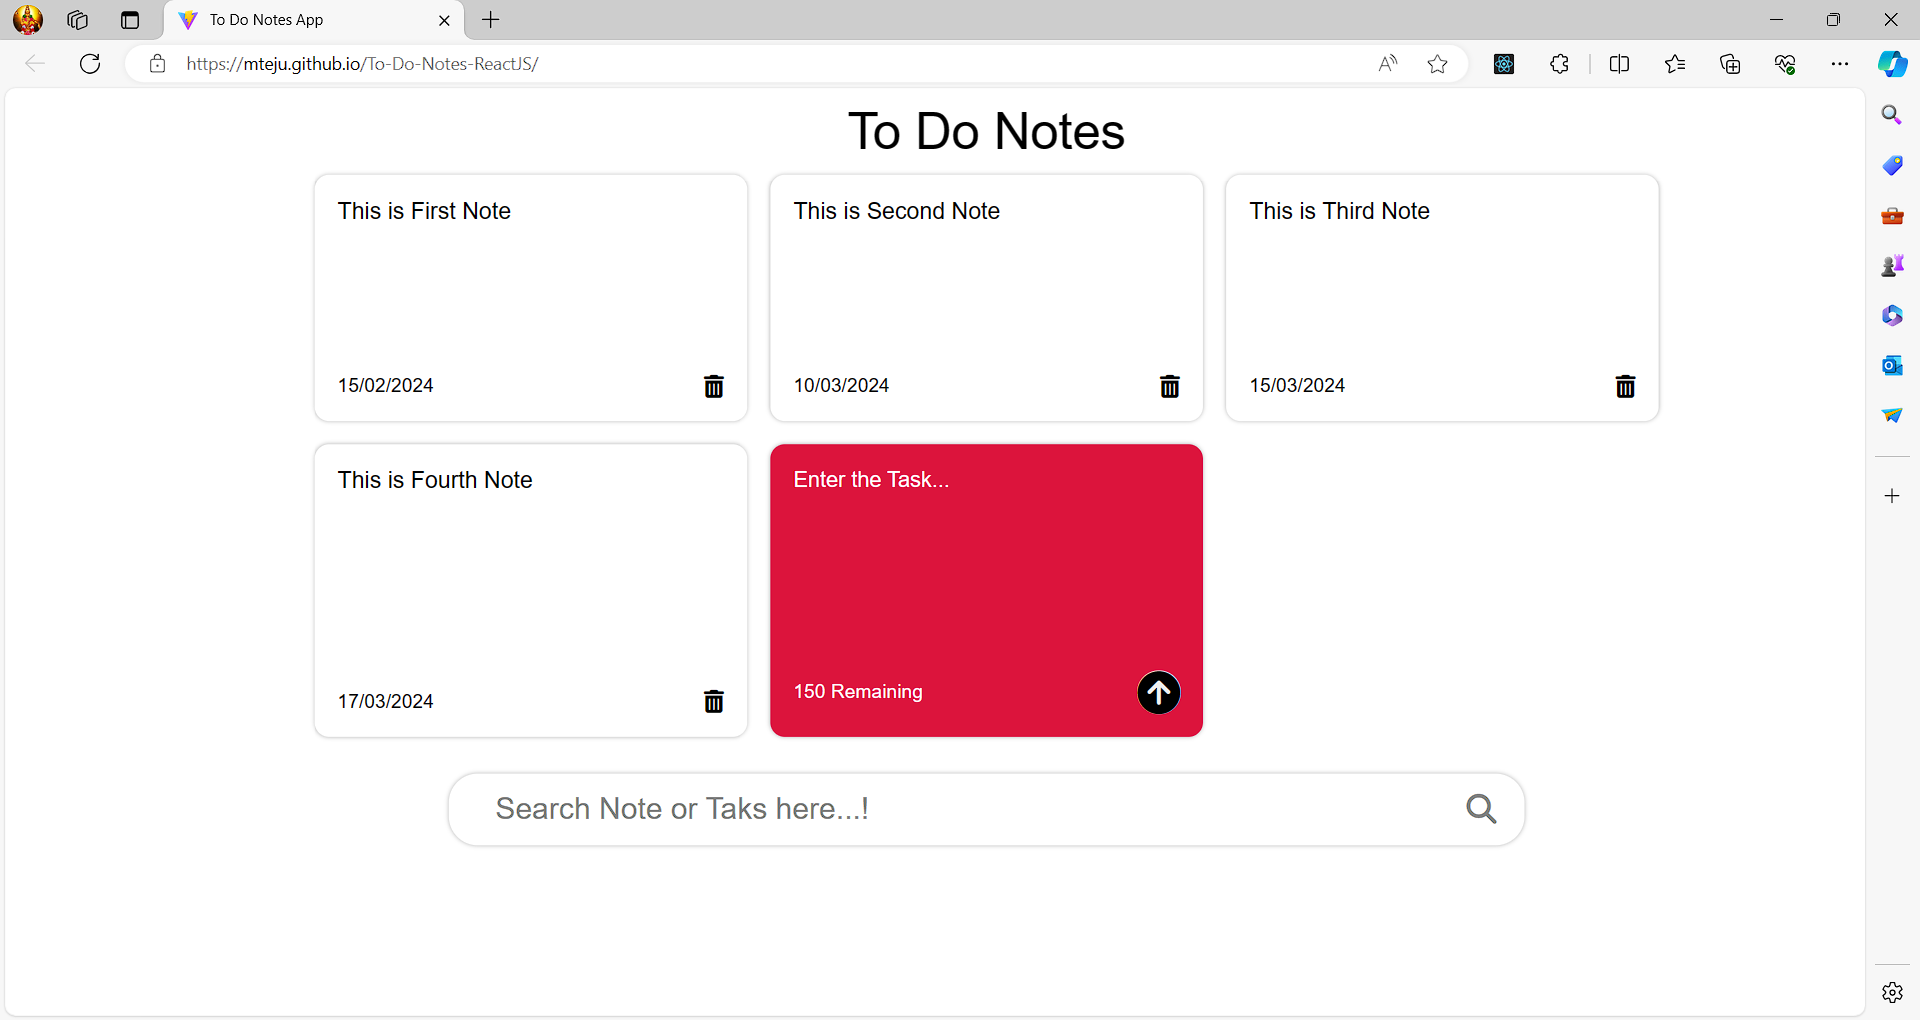 To Do Notes App
https://mteju.github.io/To-Do-Notes-ReactJS/
To Do Notes
This is First Note
15/02/2024
This is Second Note
10/03/2024
This is Third Note
15/03/2024
This is Fourth Note
17/03/2024
Enter the Task...
150 Remaining
Search Note or Taks here...!